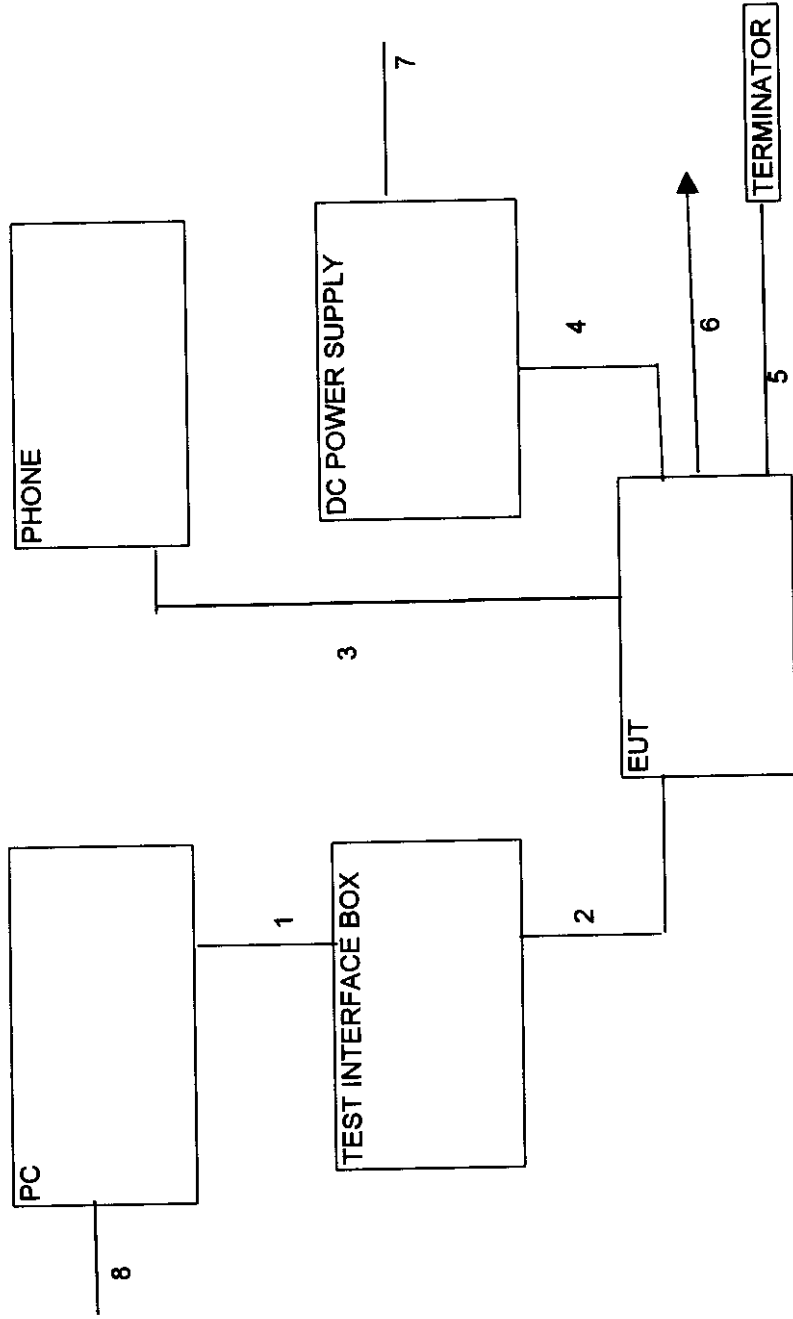 PC
PHONE
8
1
TEST INTERFACE BOX
3
DC POWER SUPPLY
7
2
4
EUT
6
5
TERMINATOR